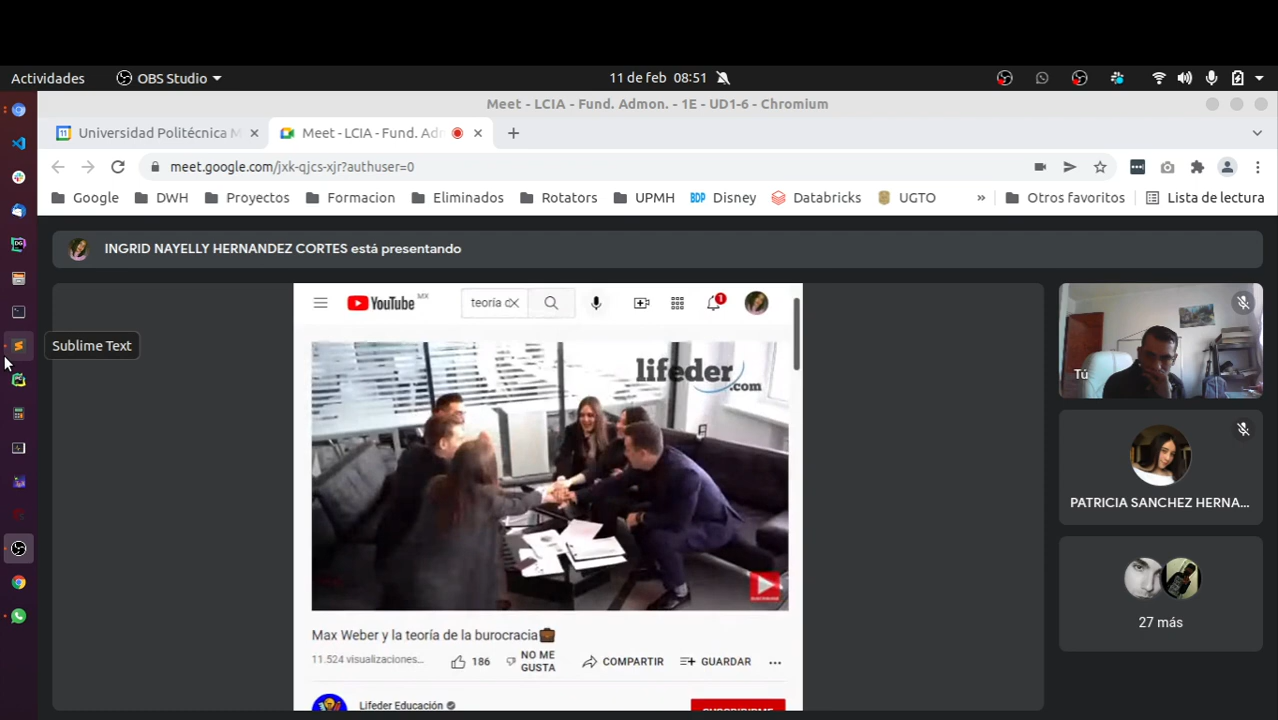 Actividades
OBS Studio
11 de feb 08:51
Meet - LCIA - Fund. Admon. - 1E - UD1-6 - Chromium
Universidad Politécnica M
Meet - LCIA - Fund. Adm
meet.google.com/jxk-qjcs-xjr?authuser=0
Google
DWH
Proyectos
Formacion
Eliminados
Rotators
UPMH
BDP Disney
Databricks
UGTO
»
Otros favoritos
Lista de lectura
INGRID NAYELLY HERNANDEZ CORTES está presentando
YouTube MX
teoría d
1
Sublime Text
lifeder.com
Tú
PATRICIA SANCHEZ HERNA...
27 más
Max Weber y la teoría de la burocracia
11.524 visualizaciones...
186
NO ME GUSTA
COMPARTIR
GUARDAR
Lifeder Educación
SUSCRIBIRME